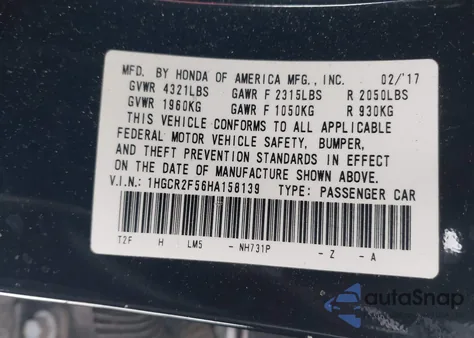 MFD. BY HONDA OF AMERICA MFG., INC. 02/'17
GVWR 4321LBS GAWR F 2315LBS R 2050LBS
GVWR 1960KG GAWR F 1050KG R 930KG
THIS VEHICLE CONFORMS TO ALL APPLICABLE
FEDERAL MOTOR VEHICLE SAFETY, BUMPER,
AND THEFT PREVENTION STANDARDS IN EFFECT
ON THE DATE OF MANUFACTURE SHOWN ABOVE.
V.I.N.: 1HGCR2F56HA158139 TYPE: PASSENGER CAR
T2F H LM5 - NH731P - Z - A
autoSnap